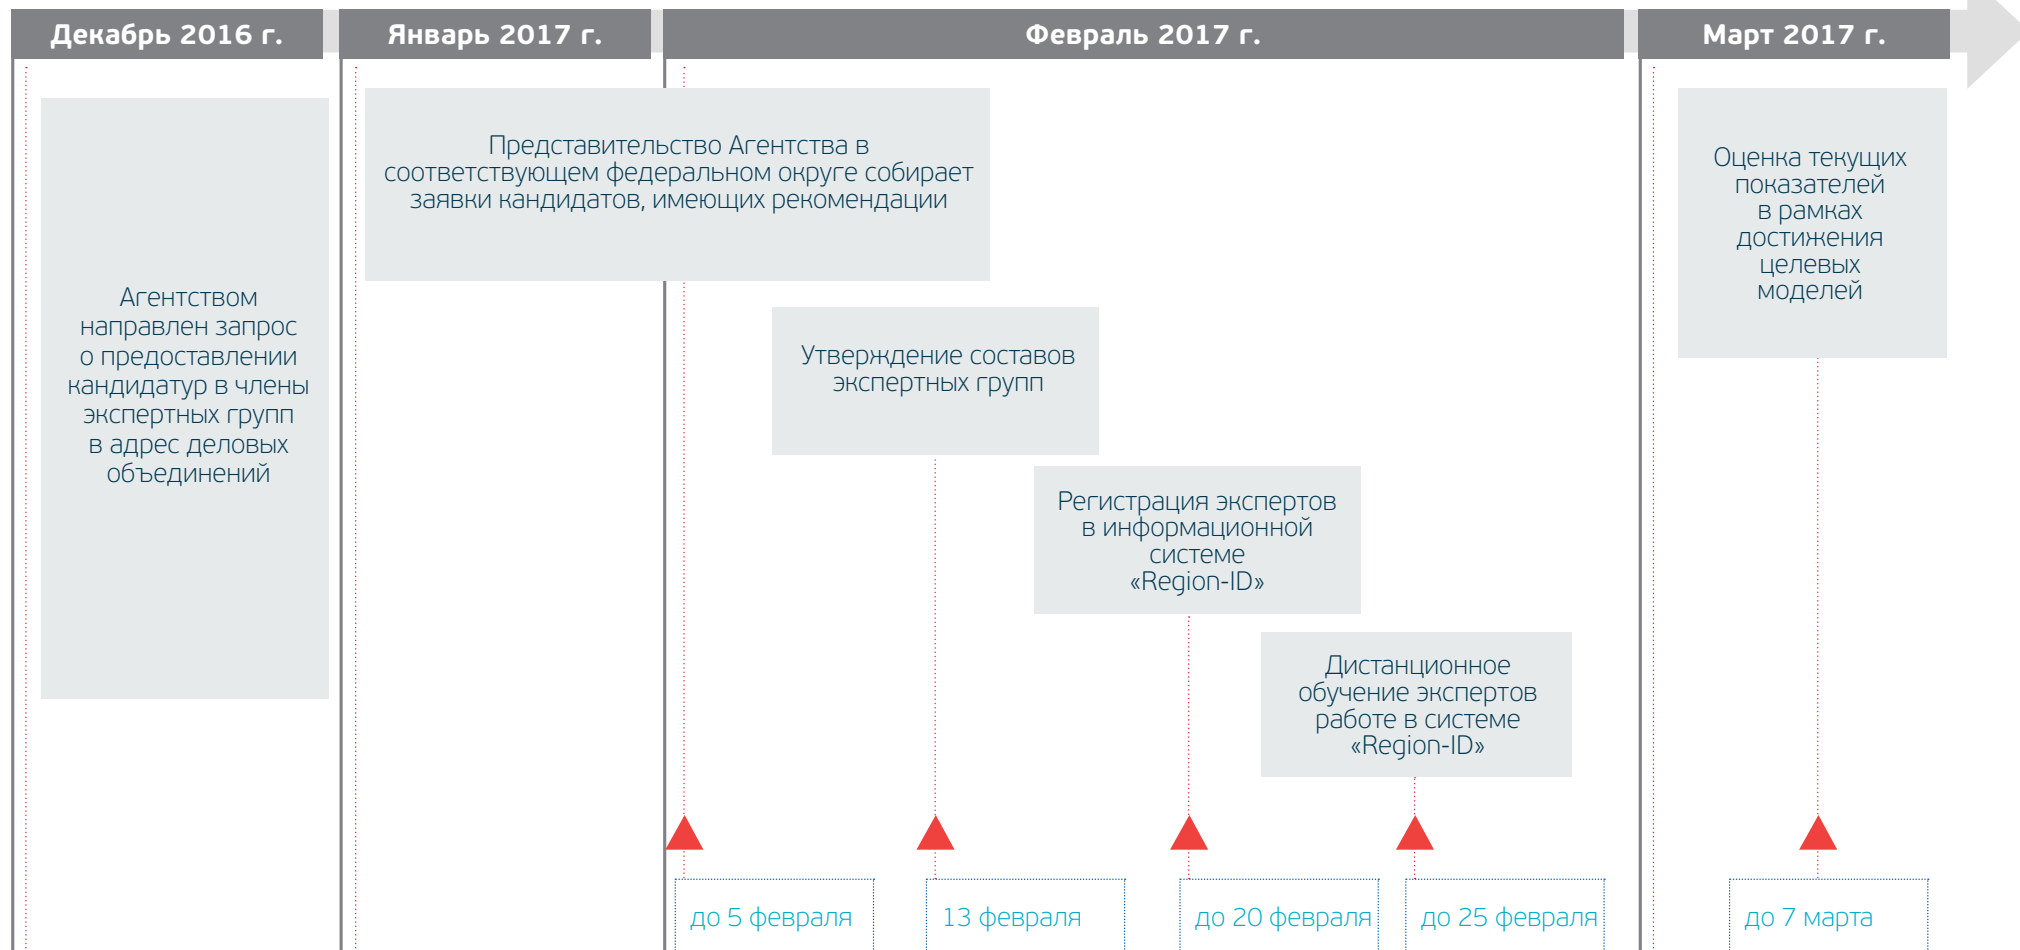 Декабрь 2016 г.
Январь 2017 г.
Февраль 2017 г.
Март 2017 г.
Агентством
направлен запрос
о предоставлении
кандидатур в члены
экспертных групп
в адрес деловых
объединений
Представительство Агентства в
соответствующем федеральном округе собирает
заявки кандидатов, имеющих рекомендации
Утверждение составов
экспертных групп
Регистрация экспертов
в информационной
системе
«Region-ID»
Дистанционное
обучение экспертов
работе в системе
«Region-ID»
Оценка текущих
показателей
в рамках
достижения
целевых
моделей
до 5 февраля
13 февраля
до 20 февраля
до 25 февраля
до 7 марта